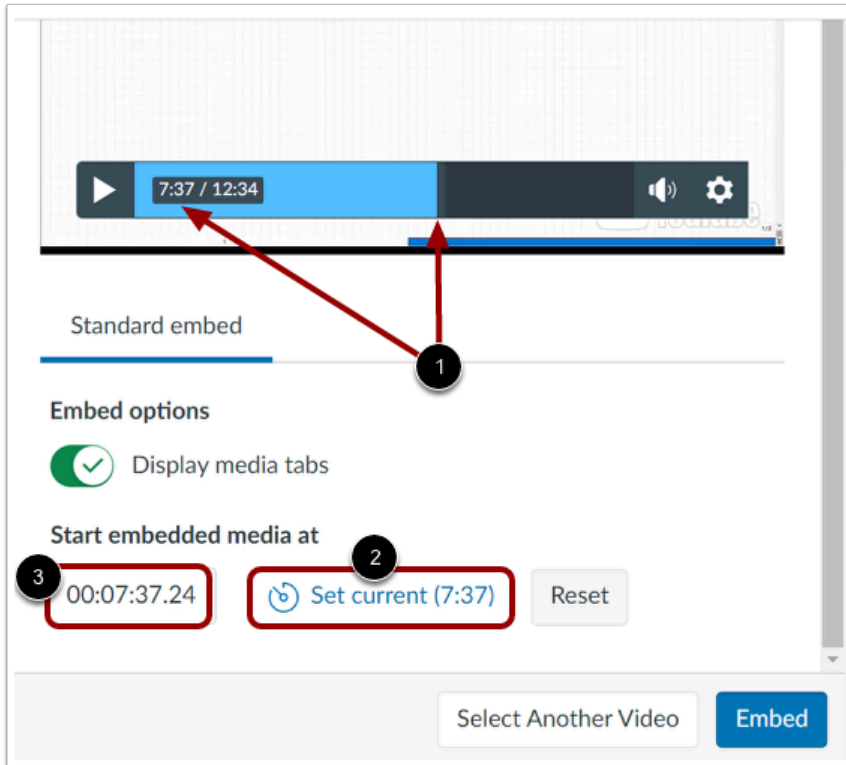 7:37 / 12:34
1
Standard embed
Embed options
Display media tabs
Start embedded media at
2
3
00:07:37.24
Set current (7:37)
Reset
Select Another Video
Embed